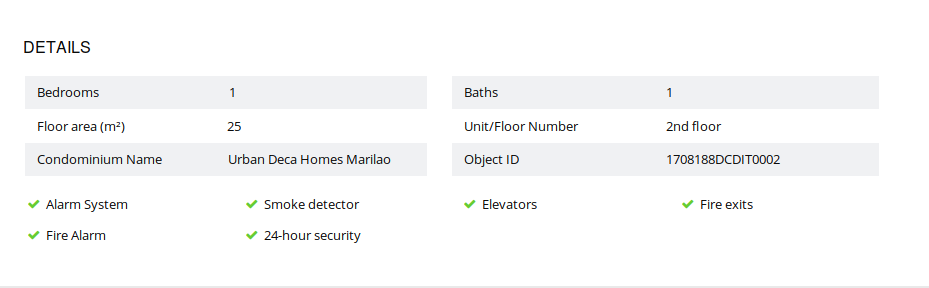 DETAILS
Bedrooms 1 Baths 1
Floor area (m²) 25 Unit/Floor Number 2nd floor
Condominium Name Urban Deca Homes Marilao Object ID 1708188DCDIT0002
Alarm System Smoke detector Elevators Fire exits
Fire Alarm 24-hour security